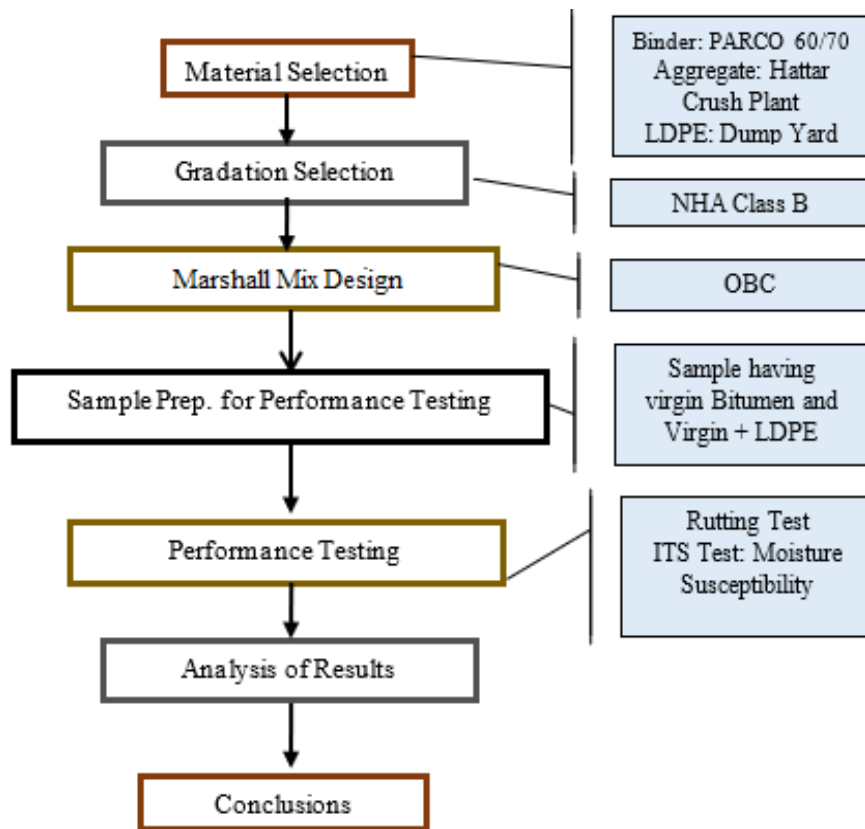 Material Selection
Binder: PARCO 60/70
Aggregate: Hattar
Crush Plant
LDPE: Dump Yard
Gradation Selection
NHA Class B
Marshall Mix Design
OBC
Sample Prep. for Performance Testing
Sample having
virgin Bitumen and
Virgin + LDPE
Performance Testing
Rutting Test
ITS Test: Moisture
Susceptibility
Analysis of Results
Conclusions